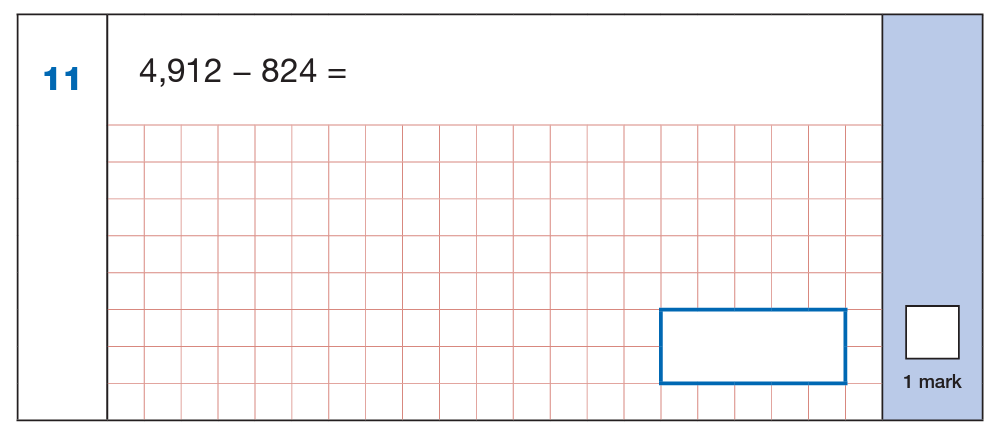 11
4,912 – 824 =
1 mark